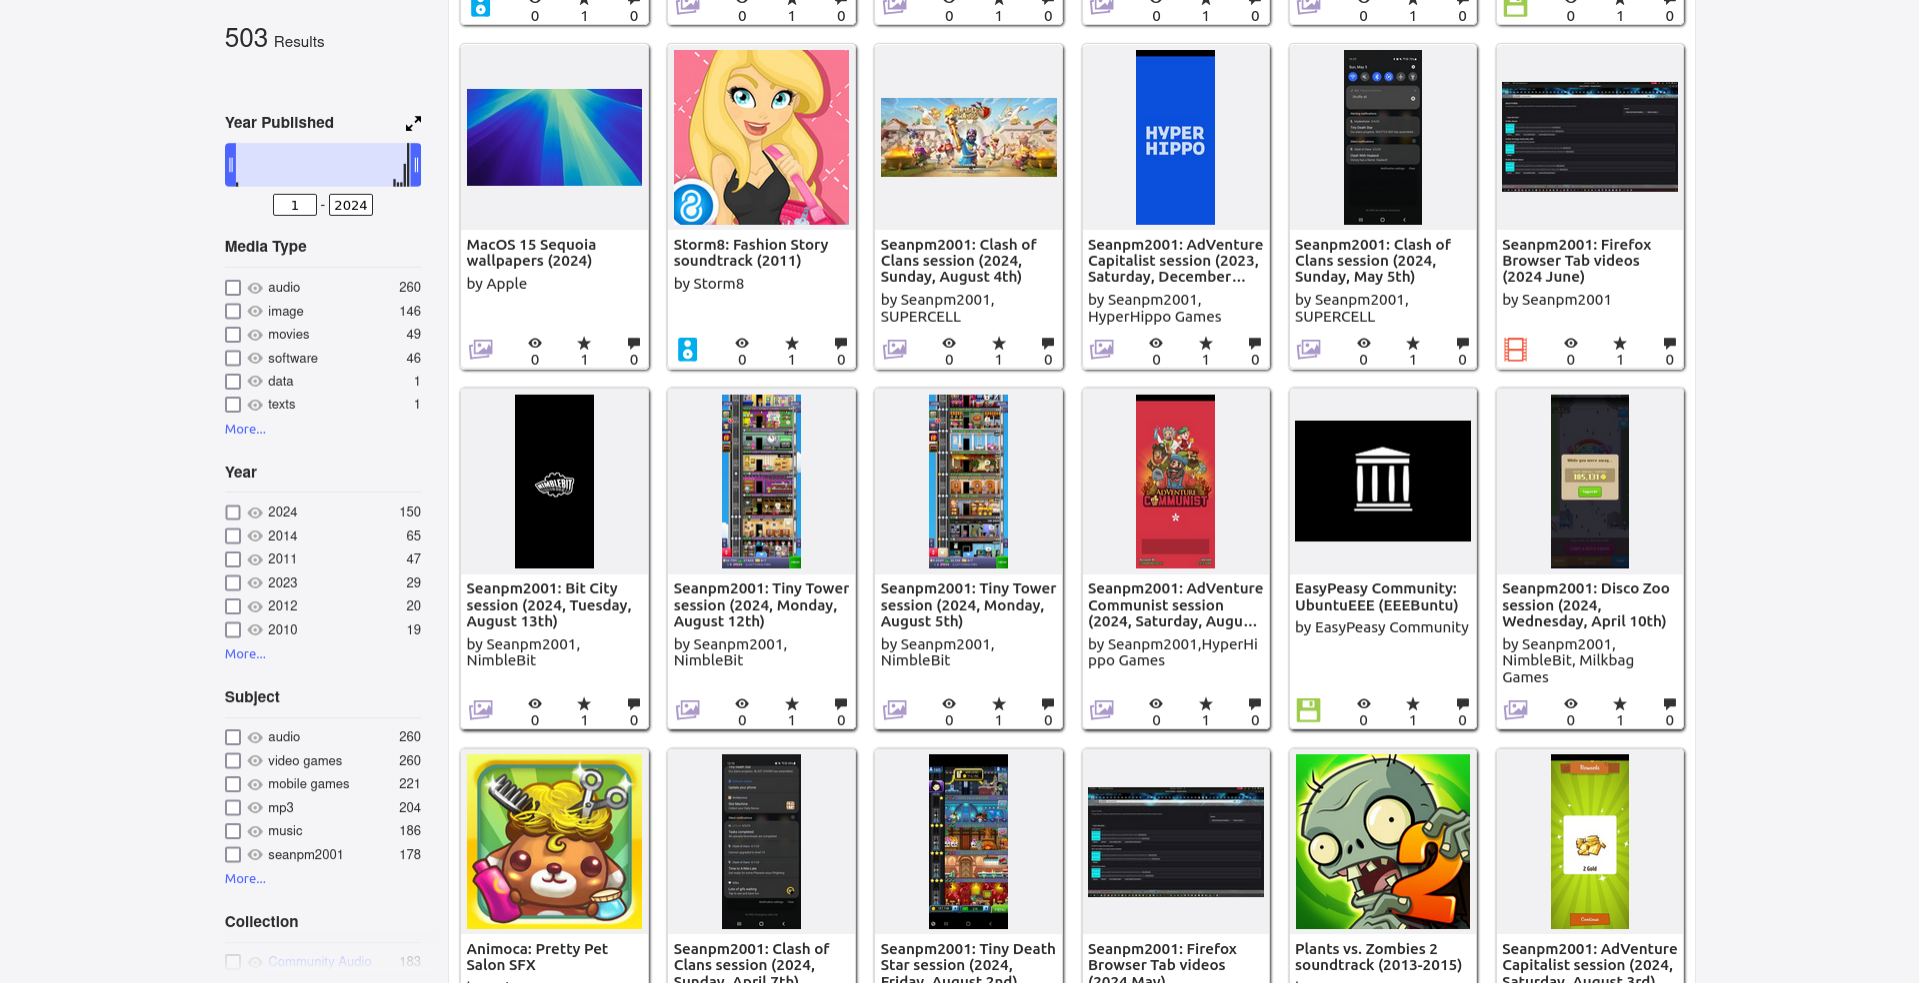 503 Results
Year Published
1 - 2024
Media Type
audio 260
image 146
movies 49
software 46
data 1
texts 1
More...
Year
2024 150
2014 65
2011 47
2023 29
2012 20
2010 19
More...
Subject
audio 260
video games 260
mobile games 221
mp3 204
music 186
seanpm2001 178
More...
Collection
Community Audio 183
0 1 0
0 1 0
0 1 0
0 1 0
0 1 0
0 1 0
MacOS 15 Sequoia
wallpapers (2024)
by Apple
0 1 0
Storm8: Fashion Story
soundtrack (2011)
by Storm8
0 1 0
Seanpm2001: Clash of
Clans session (2024,
Sunday, August 4th)
by Seanpm2001,
SUPERCELL
0 1 0
HYPER
HIPPO
Seanpm2001: AdVenture
Capitalist session (2023,
Saturday, December...
by Seanpm2001,
HyperHippo Games
0 1 0
Seanpm2001: Clash of
Clans session (2024,
Sunday, May 5th)
by Seanpm2001,
SUPERCELL
0 1 0
Seanpm2001: Firefox
Browser Tab videos
(2024 June)
by Seanpm2001
0 1 0
NIMBLEBIT
Seanpm2001: Bit City
session (2024, Tuesday,
August 13th)
by Seanpm2001,
NimbleBit
0 1 0
Seanpm2001: Tiny Tower
session (2024, Monday,
August 12th)
by Seanpm2001,
NimbleBit
0 1 0
Seanpm2001: Tiny Tower
session (2024, Monday,
August 5th)
by Seanpm2001,
NimbleBit
0 1 0
ADVENTURE
COMMUNIST
Seanpm2001: AdVenture
Communist session
(2024, Saturday, Augu...
by Seanpm2001,HyperHi
ppo Games
0 1 0
EasyPeasy Community:
UbuntuEEE (EEEBuntu)
by EasyPeasy Community
0 1 0
While you were away...
105,131
Seanpm2001: Disco Zoo
session (2024,
Wednesday, April 10th)
by Seanpm2001,
NimbleBit, Milkbag
Games
0 1 0
Animoca: Pretty Pet
Salon SFX
Seanpm2001: Clash of
Clans session (2024,
Sunday, April 7th)
Seanpm2001: Tiny Death
Star session (2024,
Friday, August 2nd)
Seanpm2001: Firefox
Browser Tab videos
(2024 May)
2
Plants vs. Zombies 2
soundtrack (2013-2015)
Rewards
2 Gold
Continue
Seanpm2001: AdVenture
Capitalist session (2024,
Saturday, August 3rd)